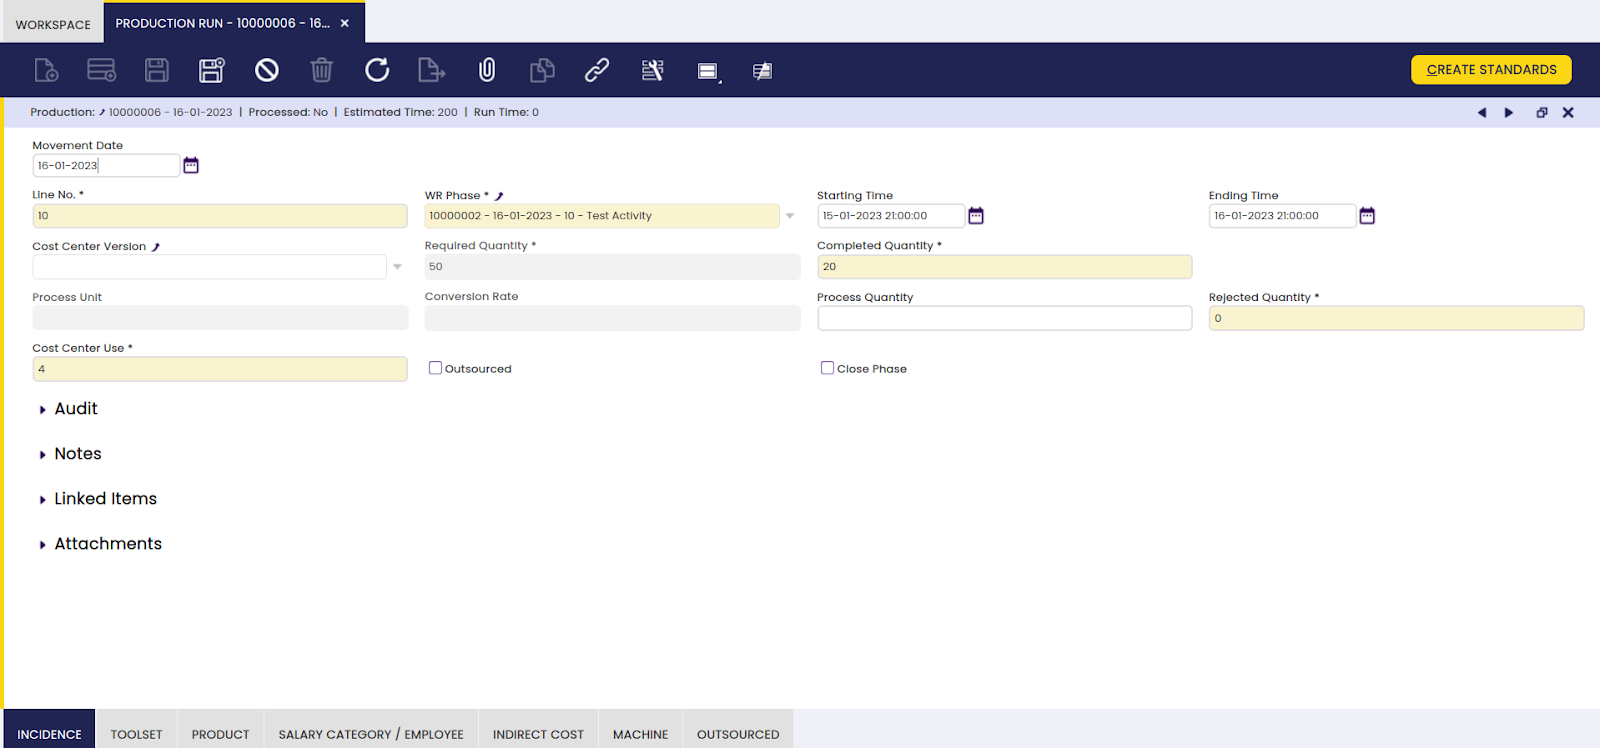 WORKSPACE
PRODUCTION RUN - 10000006 - 16...
CREATE STANDARDS
Production: 10000006 - 16-01-2023 | Processed: No | Estimated Time: 200 | Run Time: 0
Movement Date
16-01-2023
Line No. * WR Phase * Starting Time Ending Time
10 10000002 - 16-01-2023 - 10 - Test Activity 15-01-2023 21:00:00 16-01-2023 21:00:00
Cost Center Version Required Quantity * Completed Quantity *
50 20
Process Unit Conversion Rate Process Quantity Rejected Quantity *
0
Cost Center Use *
4 Outsourced Close Phase
Audit
Notes
Linked Items
Attachments
INCIDENCE TOOLSET PRODUCT SALARY CATEGORY / EMPLOYEE INDIRECT COST MACHINE OUTSOURCED